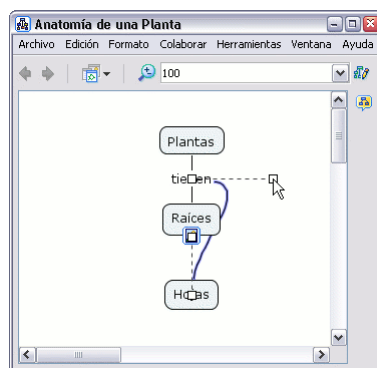 Anatomía de una Planta
Archivo Edición Formato Colaborar Herramientas Ventana Ayuda
100
Plantas
tienen
Raíces
Hojas